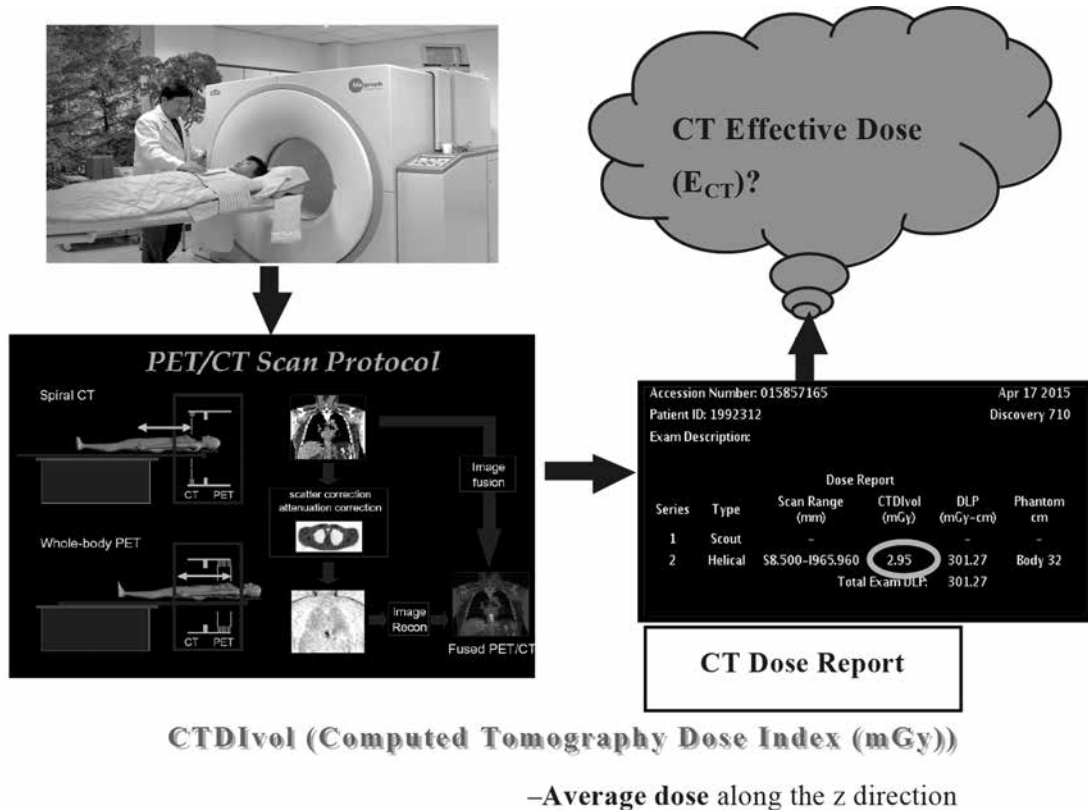 biograph
CT Effective Dose
(E_CT)?
PET/CT Scan Protocol
Spiral CT
CT PET
scatter correction
attenuation correction
Image
fusion
Whole-body PET
CT PET
Image
Recon
Fused PET/CT
Accession Number: 015857165 Apr 17 2015
Patient ID: 1992312 Discovery 710
Exam Description:
Dose Report
Series Type Scan Range (mm) CTDIvol (mGy) DLP (mGy-cm) Phantom cm
1 Scout - - - -
2 Helical S8.500-I965.960 2.95 301.27 Body 32
Total Exam DLP: 301.27
CT Dose Report
CTDIvol (Computed Tomography Dose Index (mGy))
–Average dose along the z direction